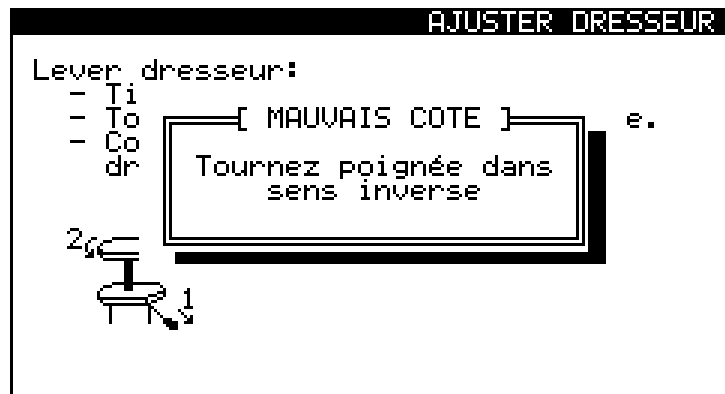 AJUSTER DRESSEUR
Lever dresseur:
- Ti
- To
- Co
dr
e.
[ MAUVAIS COTE ]
Tournez poignée dans
sens inverse
2
1